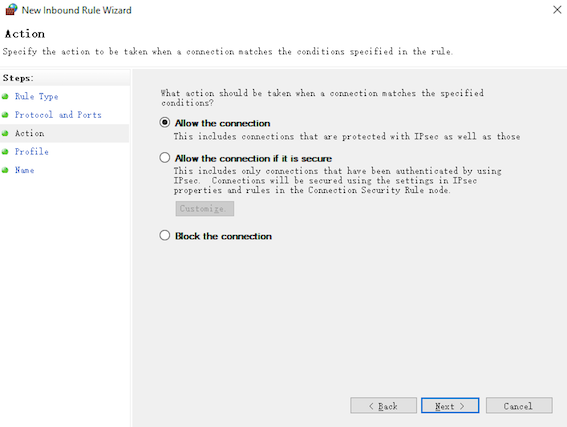 New Inbound Rule Wizard
Action
Specify the action to be taken when a connection matches the conditions specified in the rule.
Steps:
Rule Type
Protocol and Ports
Action
Profile
Name
What action should be taken when a connection matches the specified
conditions?
Allow the connection
This includes connections that are protected with IPsec as well as those
Allow the connection if it is secure
This includes only connections that have been authenticated by using
IPsec. Connections will be secured using the settings in IPsec
properties and rules in the Connection Security Rule node.
Customize.
Block the connection
< Back
Next >
Cancel